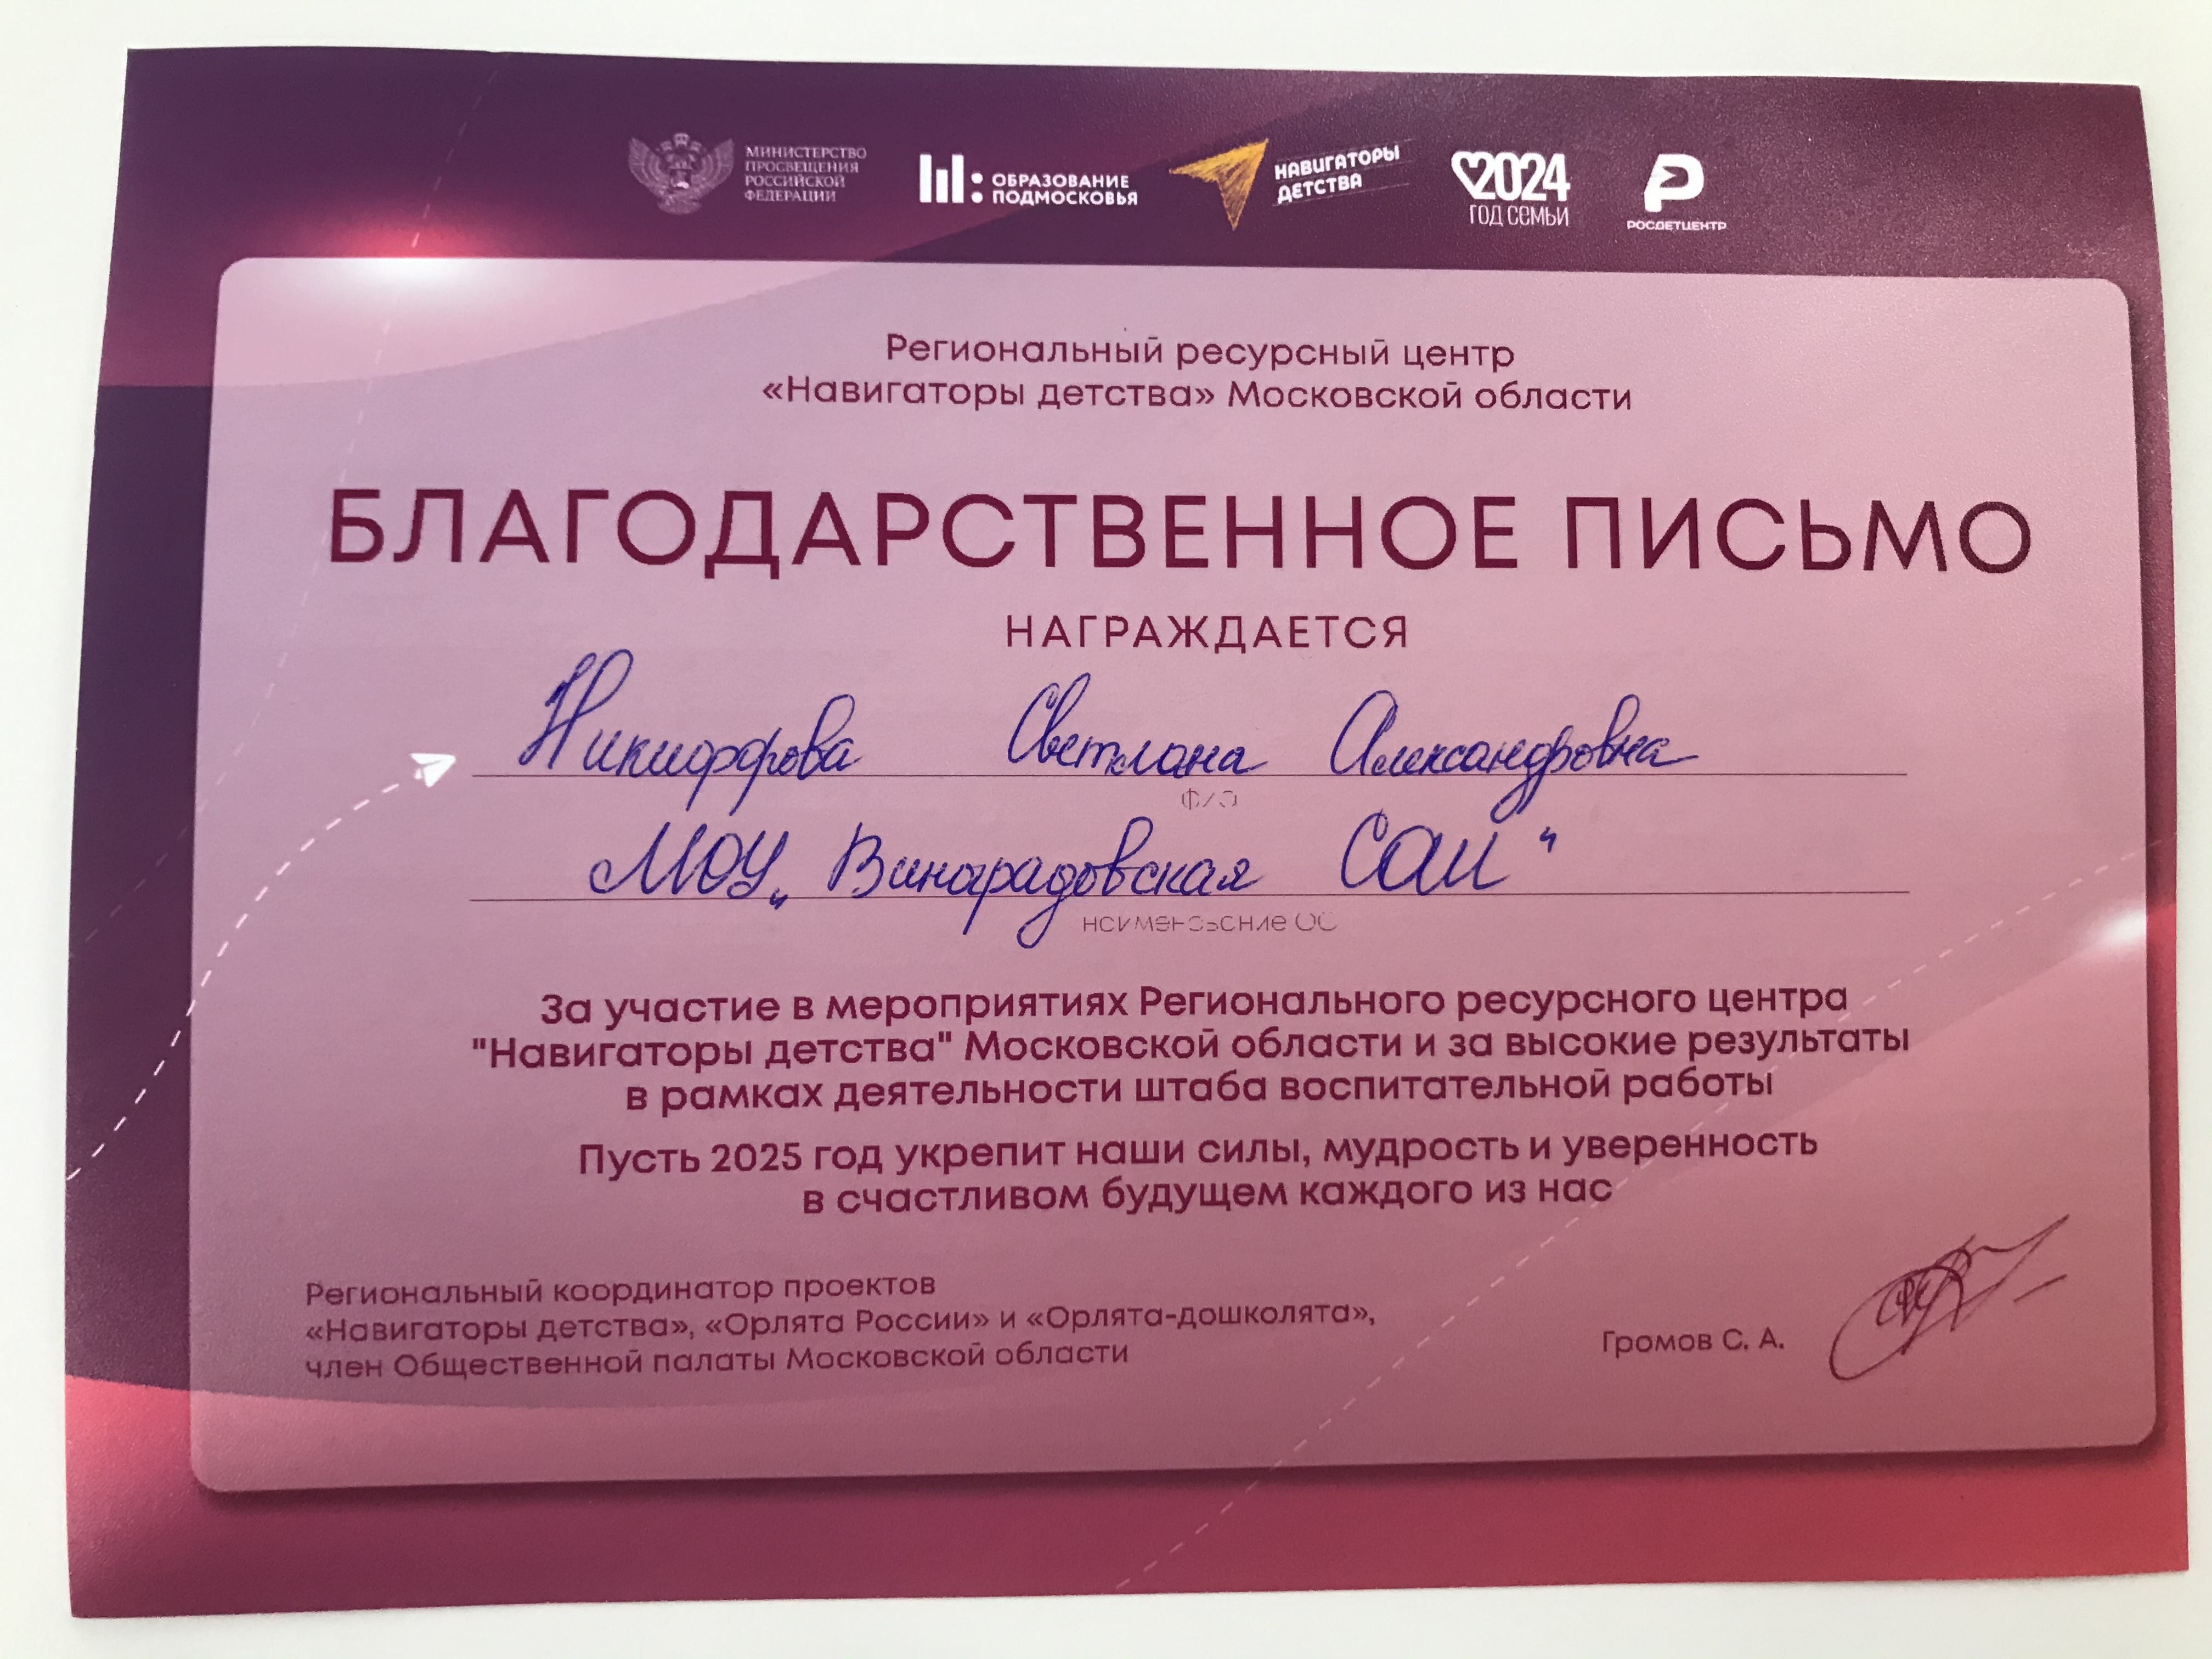 МИНИСТЕРСТВО
ПРОСВЕЩЕНИЯ
РОССИЙСКОЙ
ФЕДЕРАЦИИ
ОБРАЗОВАНИЕ
ПОДМОСКОВЬЯ
НАВИГАТОРЫ
ДЕТСТВА
2024
ГОД СЕМЬИ
РОСДЕТЦЕНТР
Региональный ресурсный центр
«Навигаторы детства» Московской области
БЛАГОДАРСТВЕННОЕ ПИСЬМО
НАГРАЖДАЕТСЯ
Никифорова Светлана Александровна
ФИО
МОУ „Виноградовская СОШ"
наименование ОО
За участие в мероприятиях Регионального ресурсного центра
"Навигаторы детства" Московской области и за высокие результаты
в рамках деятельности штаба воспитательной работы
Пусть 2025 год укрепит наши силы, мудрость и уверенность
в счастливом будущем каждого из нас
Региональный координатор проектов
«Навигаторы детства», «Орлята России» и «Орлята-дошколята»,
член Общественной палаты Московской области
Громов С. А.